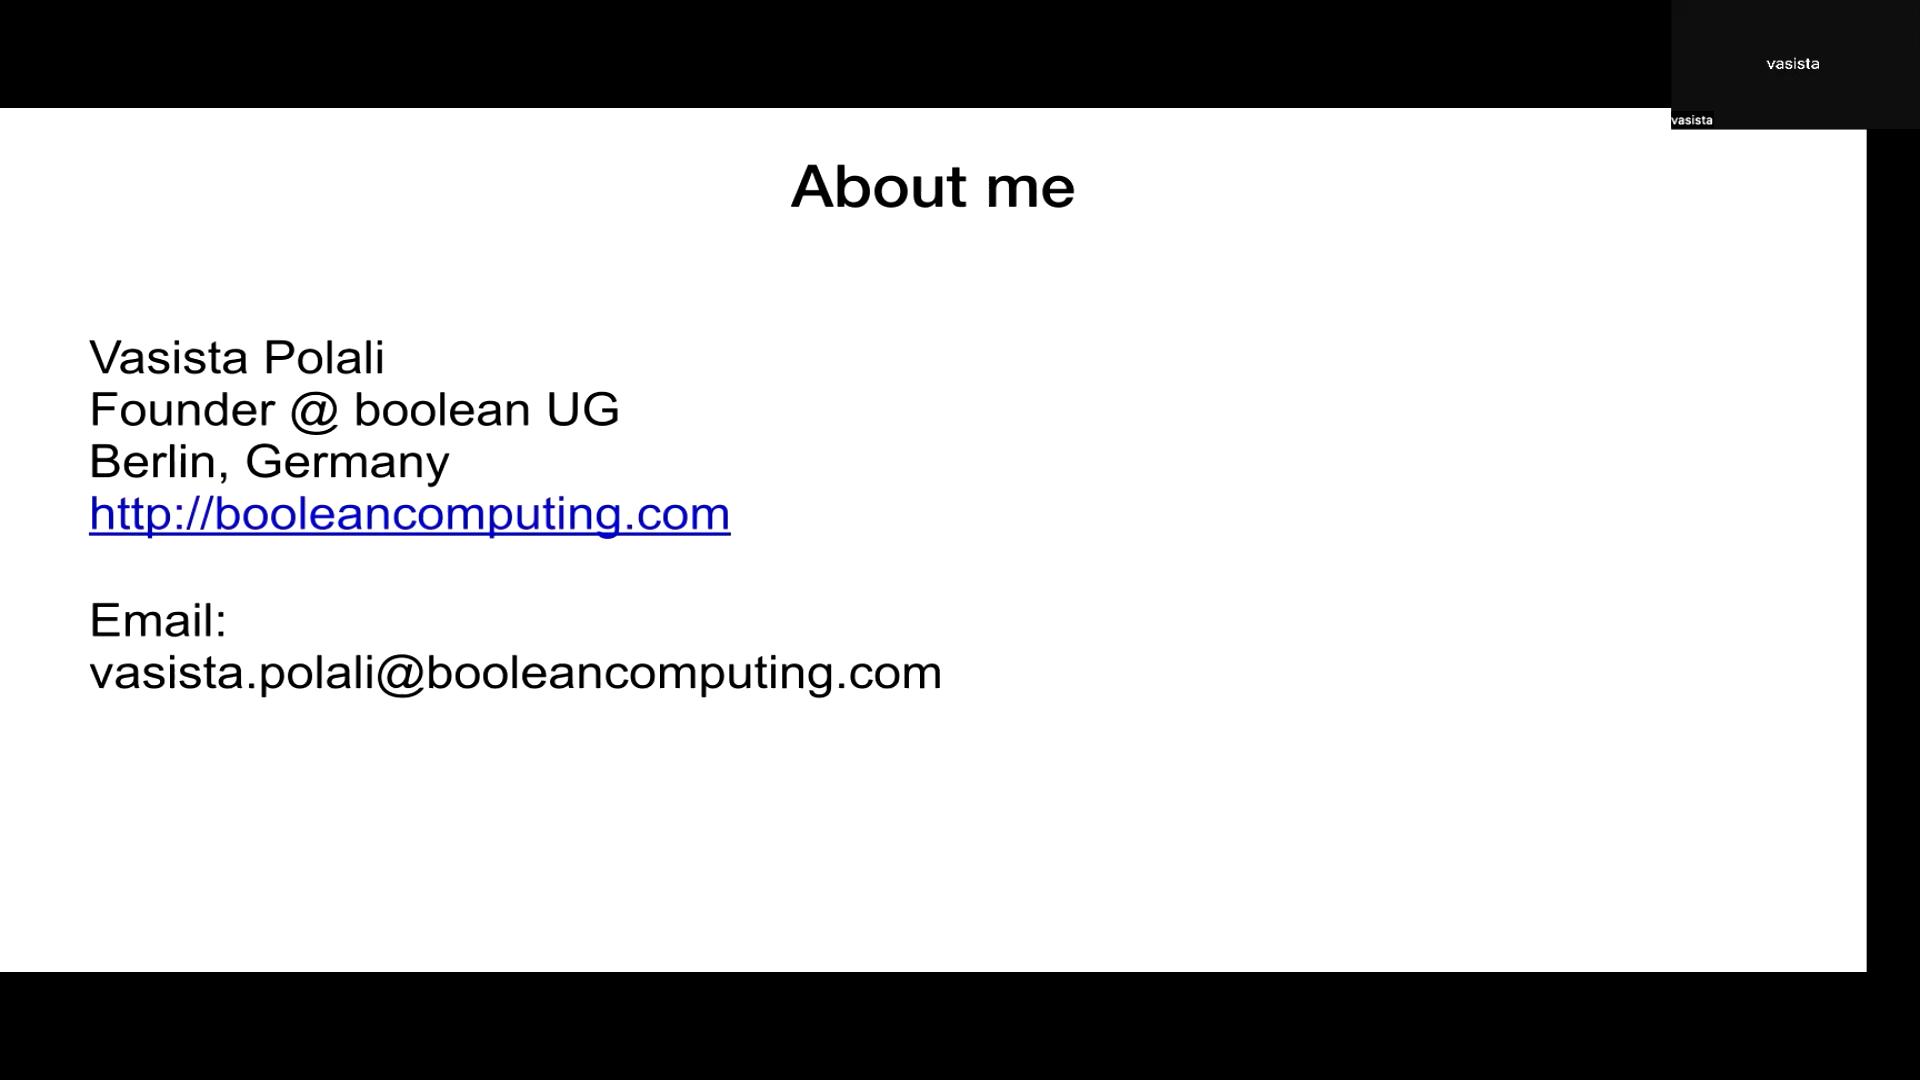 vasista
vasista
About me
Vasista Polali
Founder @ boolean UG
Berlin, Germany
http://booleancomputing.com
Email:
vasista.polali@booleancomputing.com